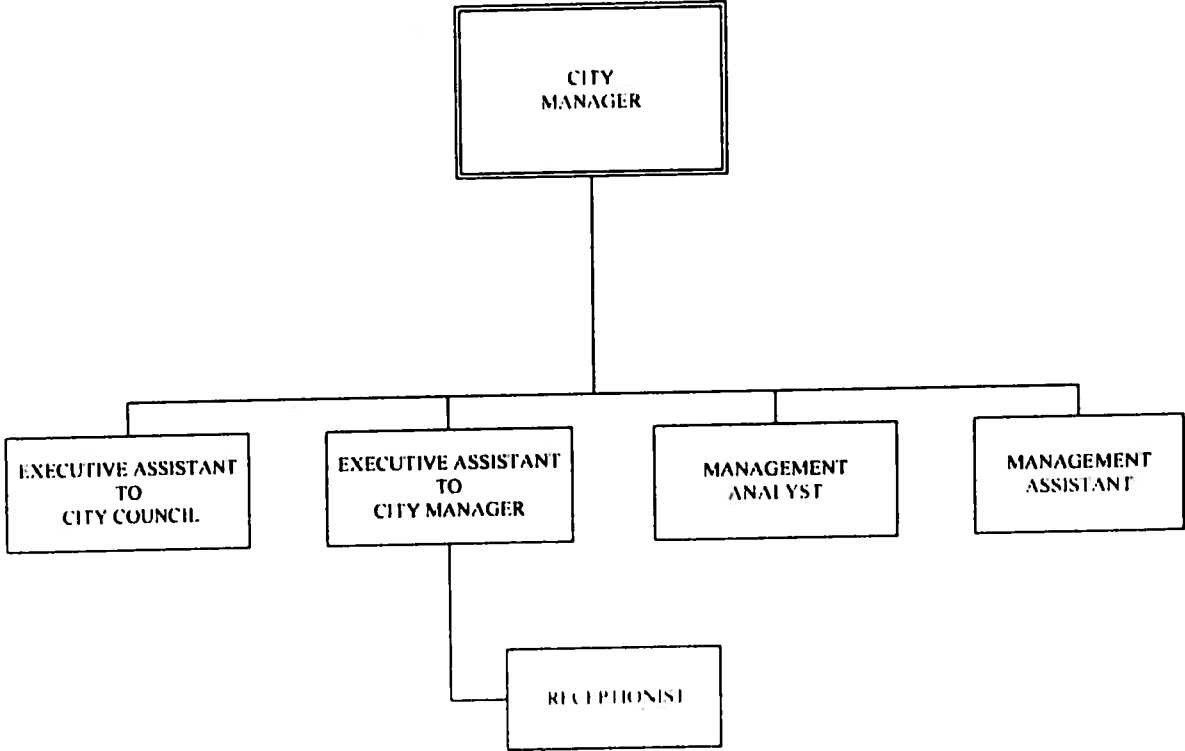 CITY
MANAGER
EXECUTIVE ASSISTANT
TO
CITY COUNCIL
EXECUTIVE ASSISTANT
TO
CITY MANAGER
MANAGEMENT
ANALYST
MANAGEMENT
ASSISTANT
RECEPTIONIST